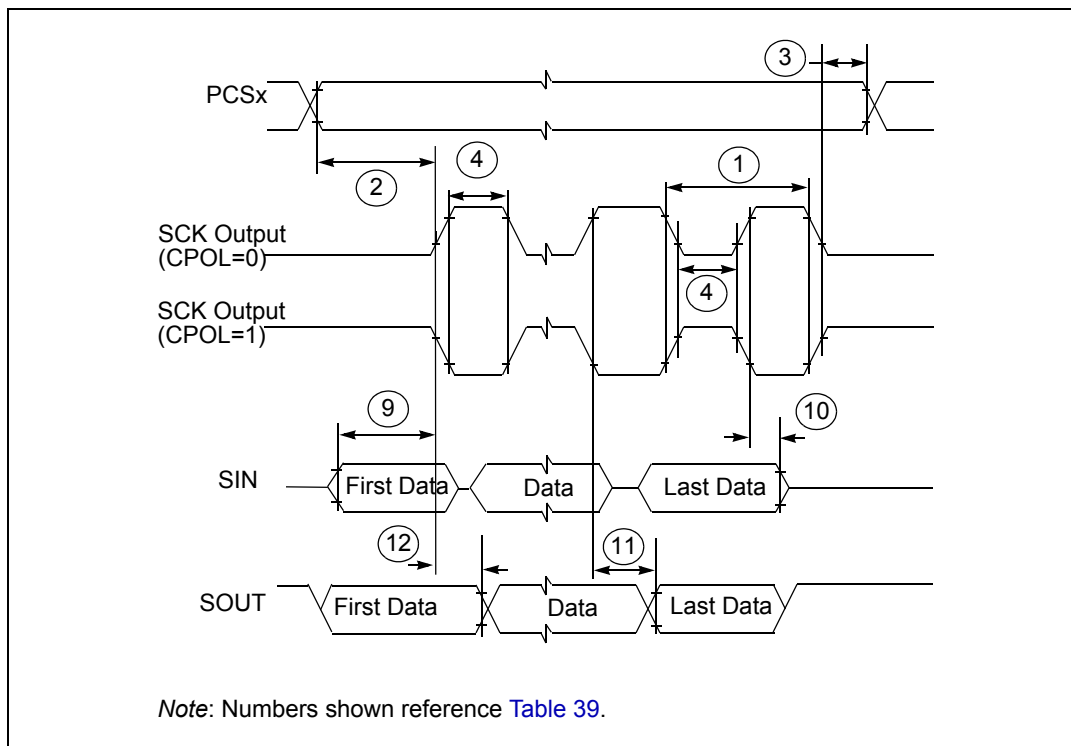 3
PCSx
2
4
1
SCK Output
(CPOL=0)
4
SCK Output
(CPOL=1)
9
10
SIN
First Data
Data
Last Data
12
11
SOUT
First Data
Data
Last Data
Note: Numbers shown reference Table 39.